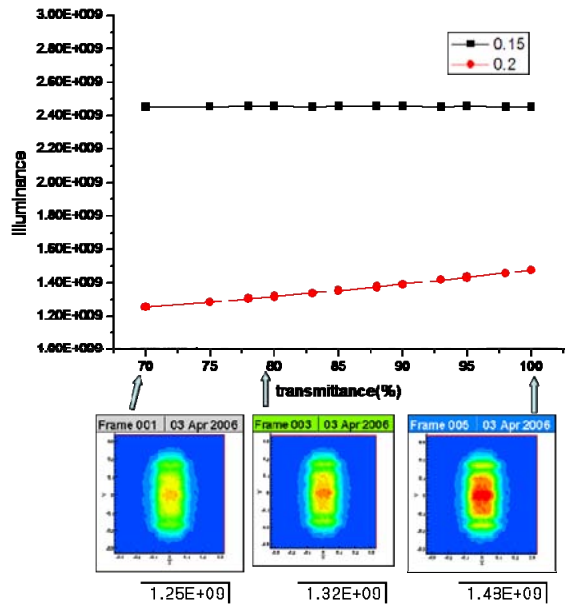 3.00E+009
2.80E+009
2.60E+009
2.40E+009
2.20E+009
2.00E+009
1.80E+009
1.60E+009
1.40E+009
1.20E+009
1.00E+009
Illuminance
0.15
0.2
70 75 80 85 90 95 100
transmittance(%)
Frame 001 03 Apr 2006
Frame 003 03 Apr 2006
Frame 005 03 Apr 2006
1.25E+09
1.32E+09
1.48E+09